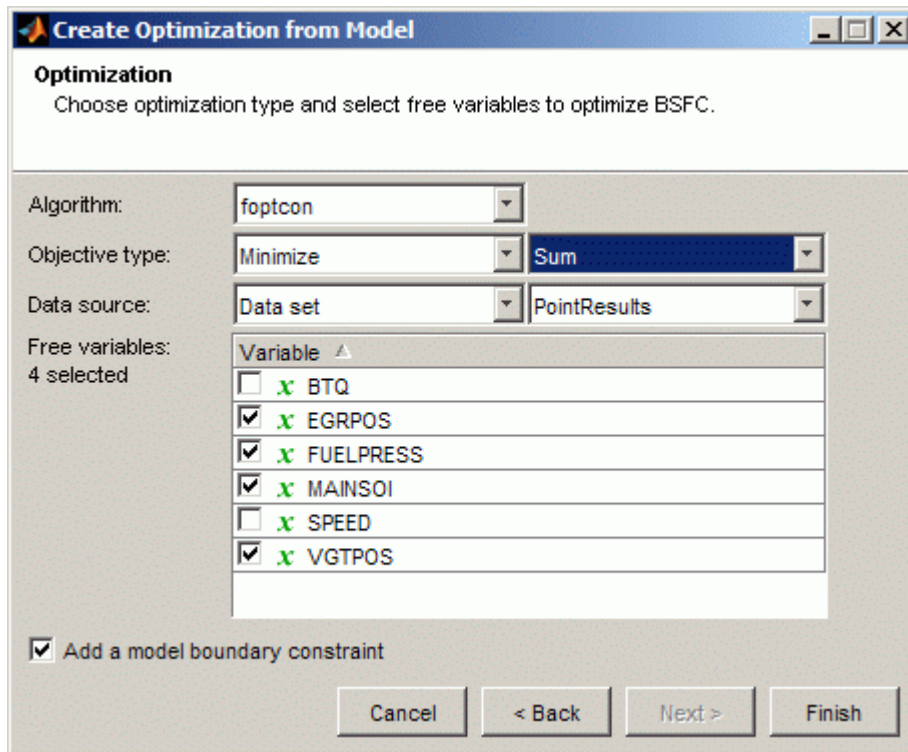 Create Optimization from Model
Optimization
Choose optimization type and select free variables to optimize BSFC.
Algorithm: foptcon
Objective type: Minimize Sum
Data source: Data set PointResults
Free variables:
4 selected
Variable
x BTQ
x EGRPOS
x FUELPRESS
x MAINSOI
x SPEED
x VGTPOS
Add a model boundary constraint
Cancel < Back Next > Finish